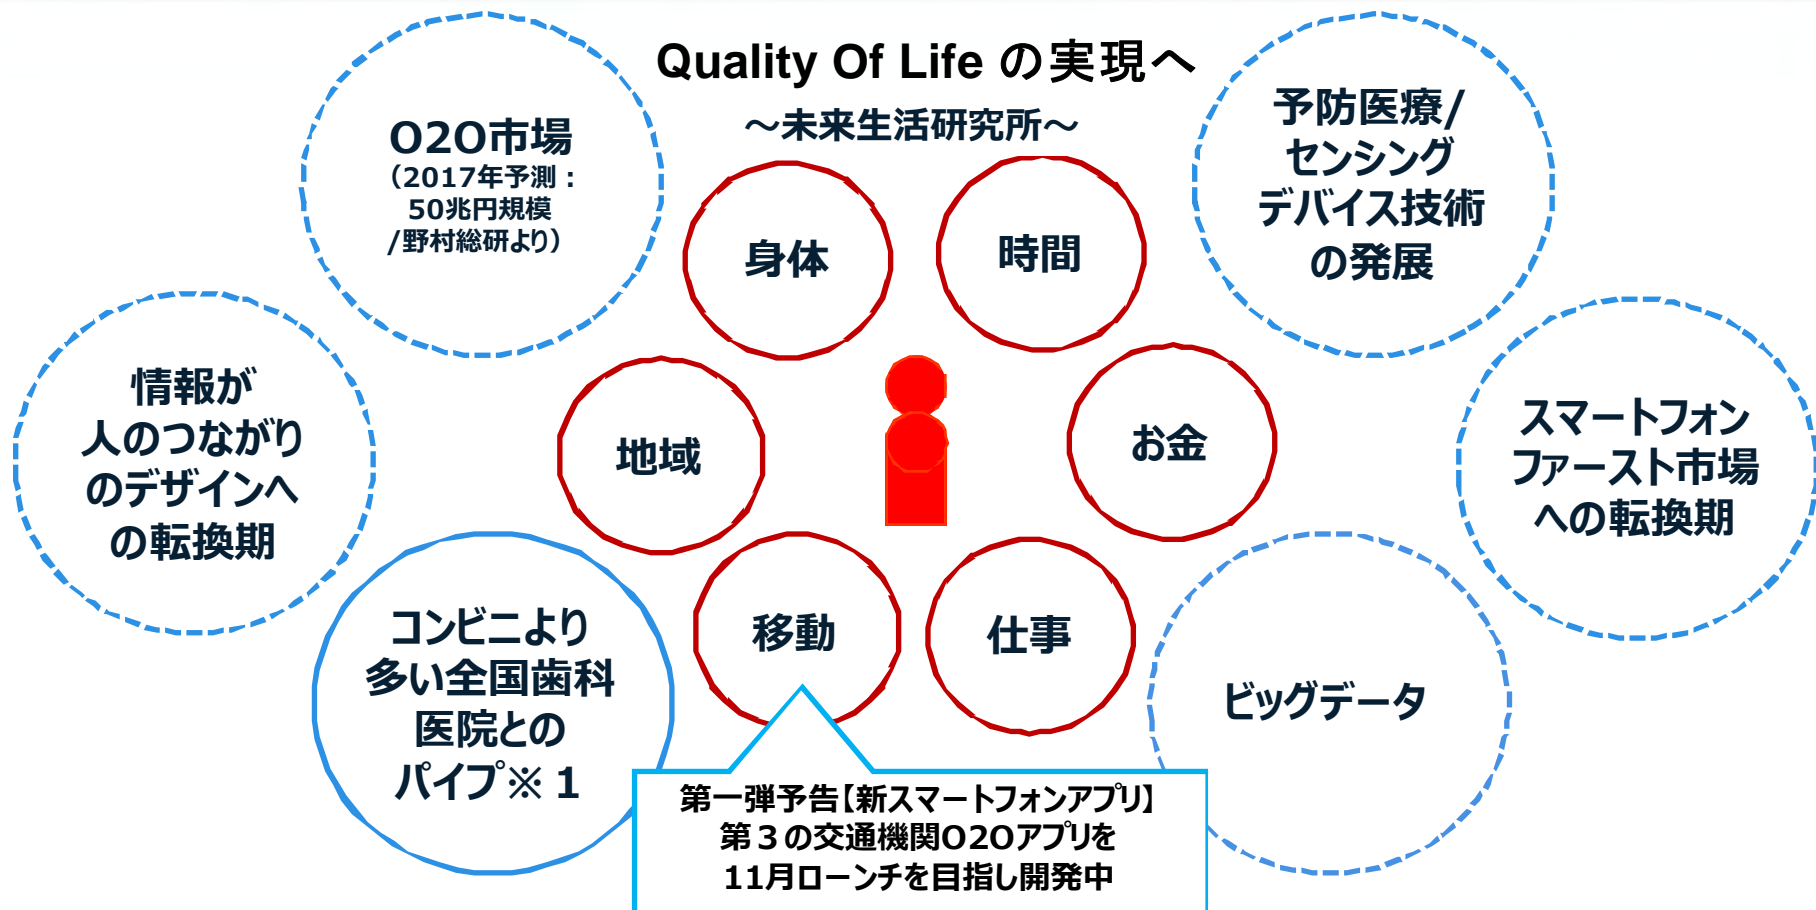 Quality Of Life の実現へ
～未来生活研究所～
O2O市場
（2017年予測：
50兆円規模
/野村総研より）
予防医療/
センシング
デバイス技術
の発展
身体
時間
情報が
人のつながり
のデザインへ
の転換期
地域
お金
スマートフォン
ファースト市場
への転換期
コンビニより
多い全国歯科
医院との
パイプ※１
移動
仕事
ビッグデータ
第一弾予告【新スマートフォンアプリ】
第３の交通機関O2Oアプリを
11月ローンチを目指し開発中